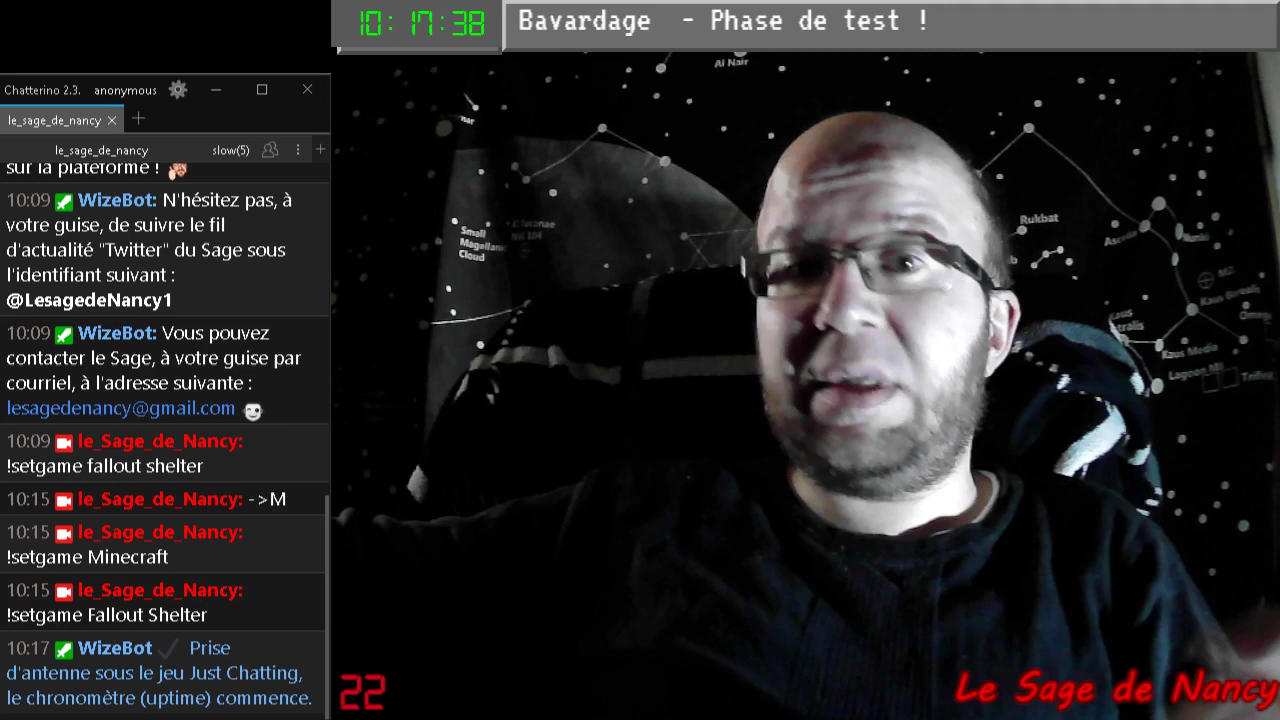 10:17:38
Bavardage - Phase de test !
Chatterino 2.3. anonymous
le_sage_de_nancy
le_sage_de_nancy slow(5)
sur la plateforme !
10:09 WizeBot: N'hésitez pas, à
votre guise, de suivre le fil
d'actualité "Twitter" du Sage sous
l'identifiant suivant :
@LesagedeNancy1
10:09 WizeBot: Vous pouvez
contacter le Sage, à votre guise par
courriel, à l'adresse suivante :
lesagedenancy@gmail.com
10:09 le_Sage_de_Nancy:
!setgame fallout shelter
10:15 le_Sage_de_Nancy: ->M
10:15 le_Sage_de_Nancy:
!setgame Minecraft
10:15 le_Sage_de_Nancy:
!setgame Fallout Shelter
10:17 WizeBot Prise
d'antenne sous le jeu Just Chatting,
le chronomètre (uptime) commence.
Al Nair
Small
Magellanic
Cloud
Rukbat
Kaus Borealis
Kaus Media
Lagoon
22
Le Sage de Nancy